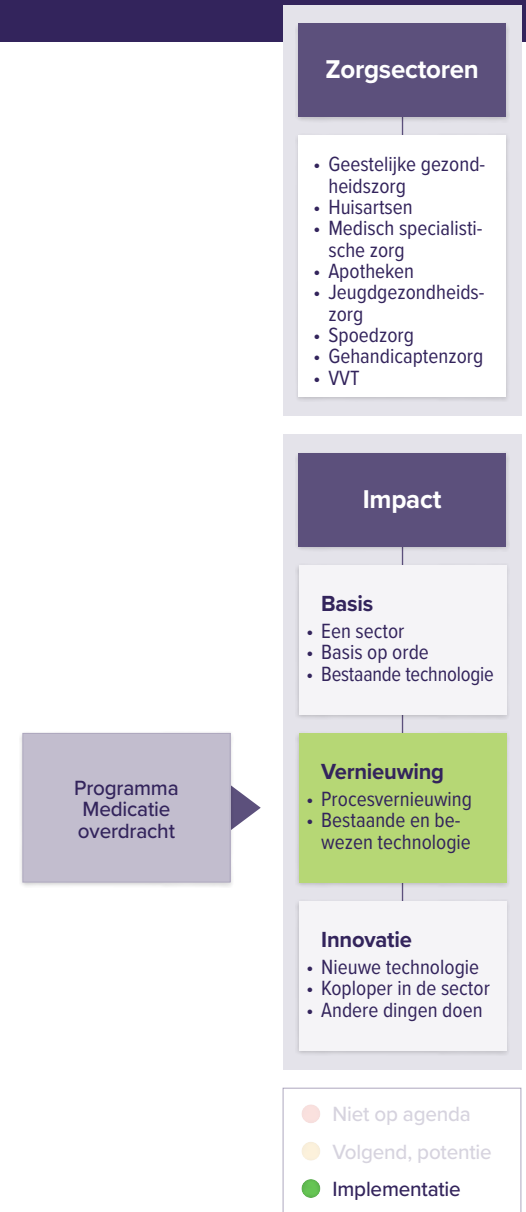 Zorgsectoren
• Geestelijke gezond-
heidszorg
• Huisartsen
• Medisch specialisti-
sche zorg
• Apotheken
• Jeugdgezondheids-
zorg
• Spoedzorg
• Gehandicaptenzorg
• VVT
Impact
Basis
• Een sector
• Basis op orde
• Bestaande technologie
Programma
Medicatie
overdracht
Vernieuwing
• Procesvernieuwing
• Bestaande en be-
wezen technologie
Innovatie
• Nieuwe technologie
• Koploper in de sector
• Andere dingen doen
Niet op agenda
Volgend, potentie
Implementatie